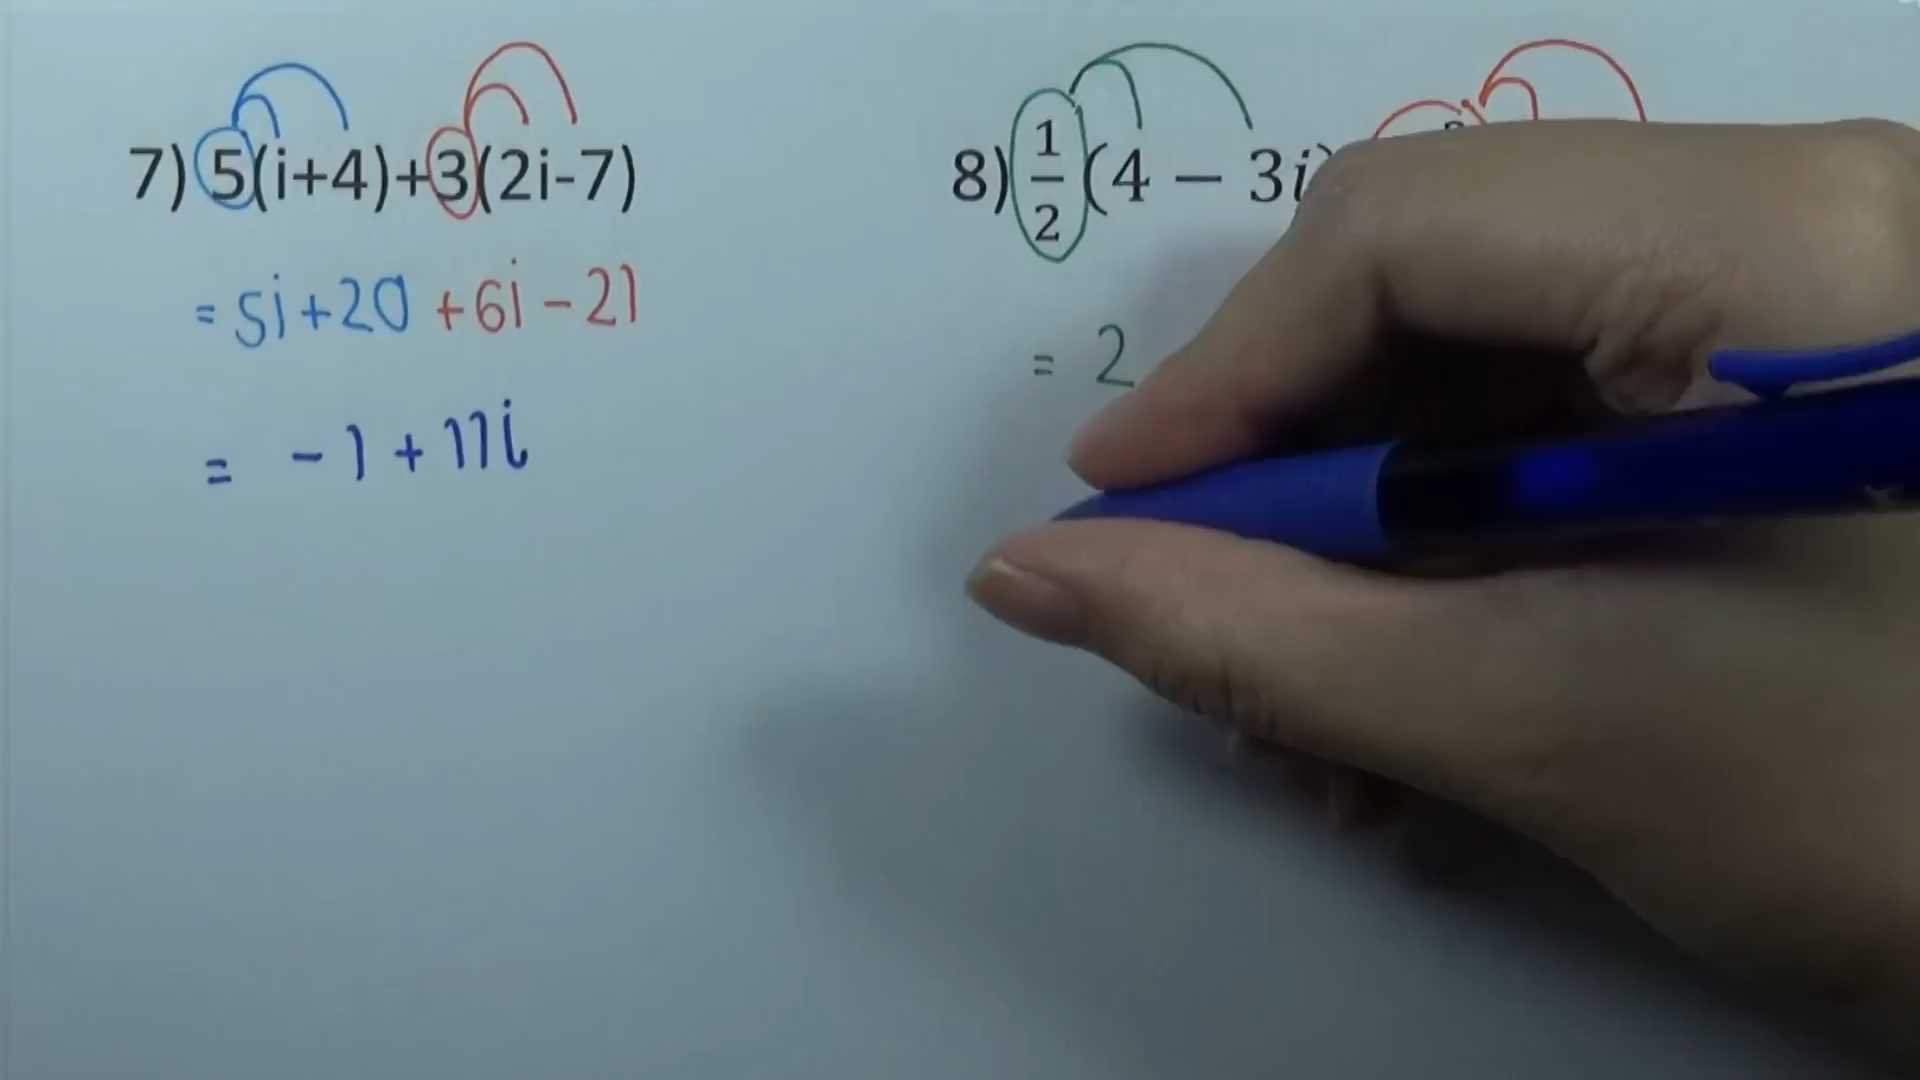 7) 5(i+4)+3(2i-7)
= 5i+20 +6i-21
= -1 + 11i
8) 1/2 (4 − 3i)
= 2